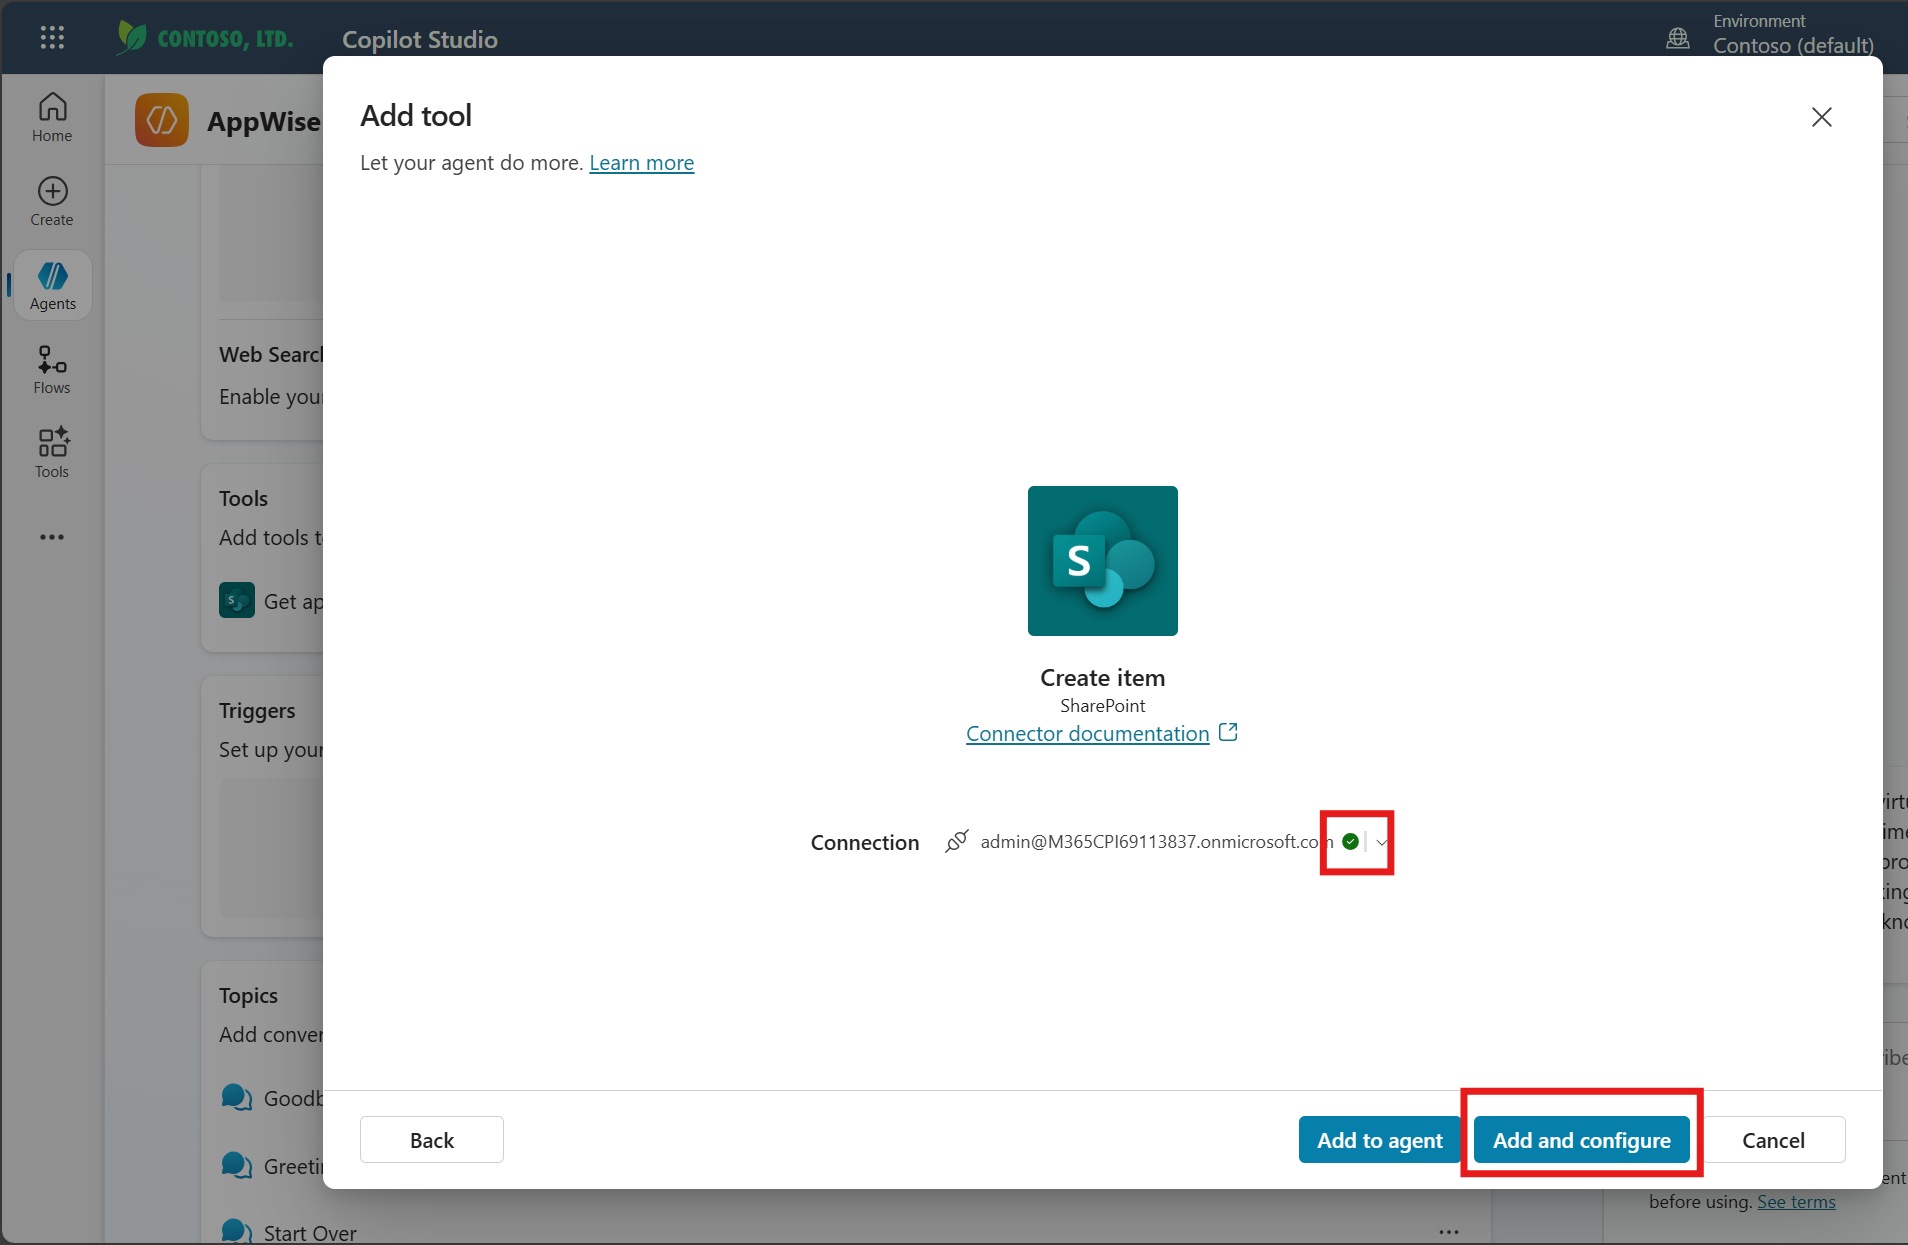 CONTOSO, LTD.
Copilot Studio
Environment
Contoso (default)
Home
Create
Agents
Flows
Tools
AppWise
Web Search
Enable your
Tools
Add tools t
Get ap
Triggers
Set up your
Topics
Add conver
Goodb
Greeti
Start Over
Add tool
Let your agent do more. Learn more
S
Create item
SharePoint
Connector documentation
Connection admin@M365CPI69113837.onmicrosoft.com
Back
Add to agent
Add and configure
Cancel
before using. See terms